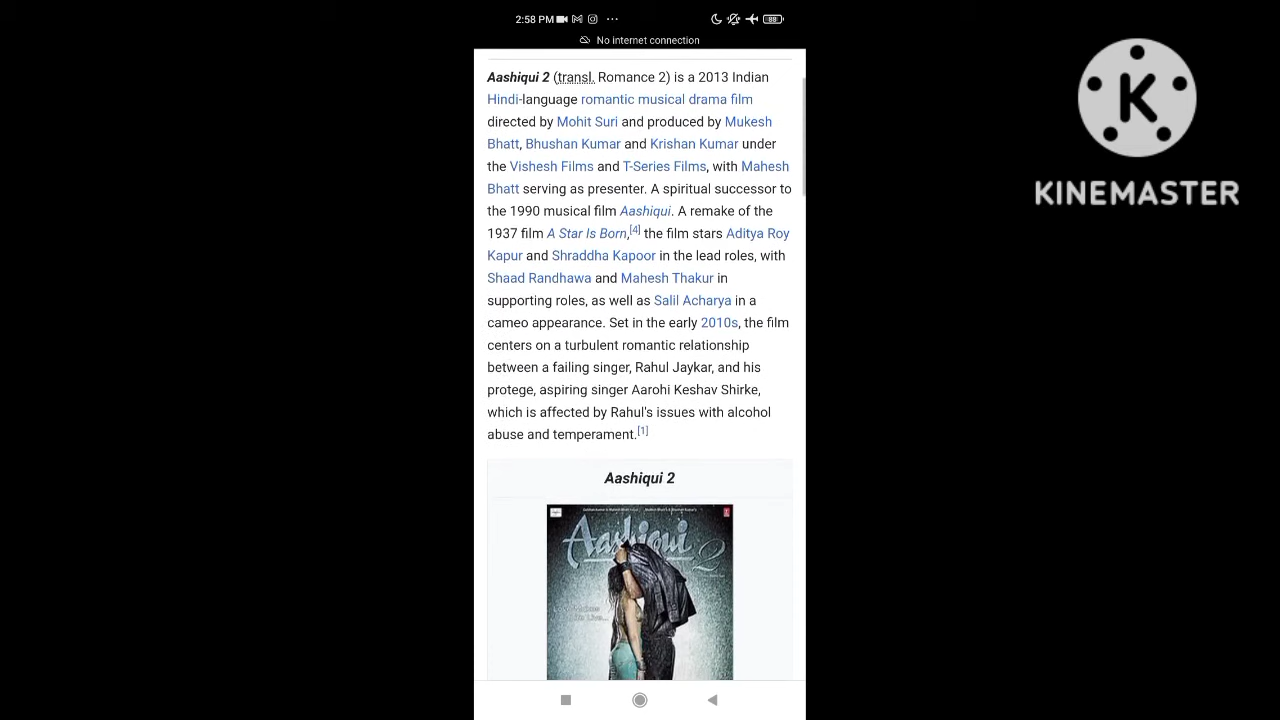 2:58 PM
88
No internet connection
Aashiqui 2 (transl. Romance 2) is a 2013 Indian
Hindi-language romantic musical drama film
directed by Mohit Suri and produced by Mukesh
Bhatt, Bhushan Kumar and Krishan Kumar under
the Vishesh Films and T-Series Films, with Mahesh
Bhatt serving as presenter. A spiritual successor to
the 1990 musical film Aashiqui. A remake of the
1937 film A Star Is Born,[4] the film stars Aditya Roy
Kapur and Shraddha Kapoor in the lead roles, with
Shaad Randhawa and Mahesh Thakur in
supporting roles, as well as Salil Acharya in a
cameo appearance. Set in the early 2010s, the film
centers on a turbulent romantic relationship
between a failing singer, Rahul Jaykar, and his
protege, aspiring singer Aarohi Keshav Shirke,
which is affected by Rahul's issues with alcohol
abuse and temperament.[1]
Aashiqui 2
Aashiqui 2
K
KINEMASTER